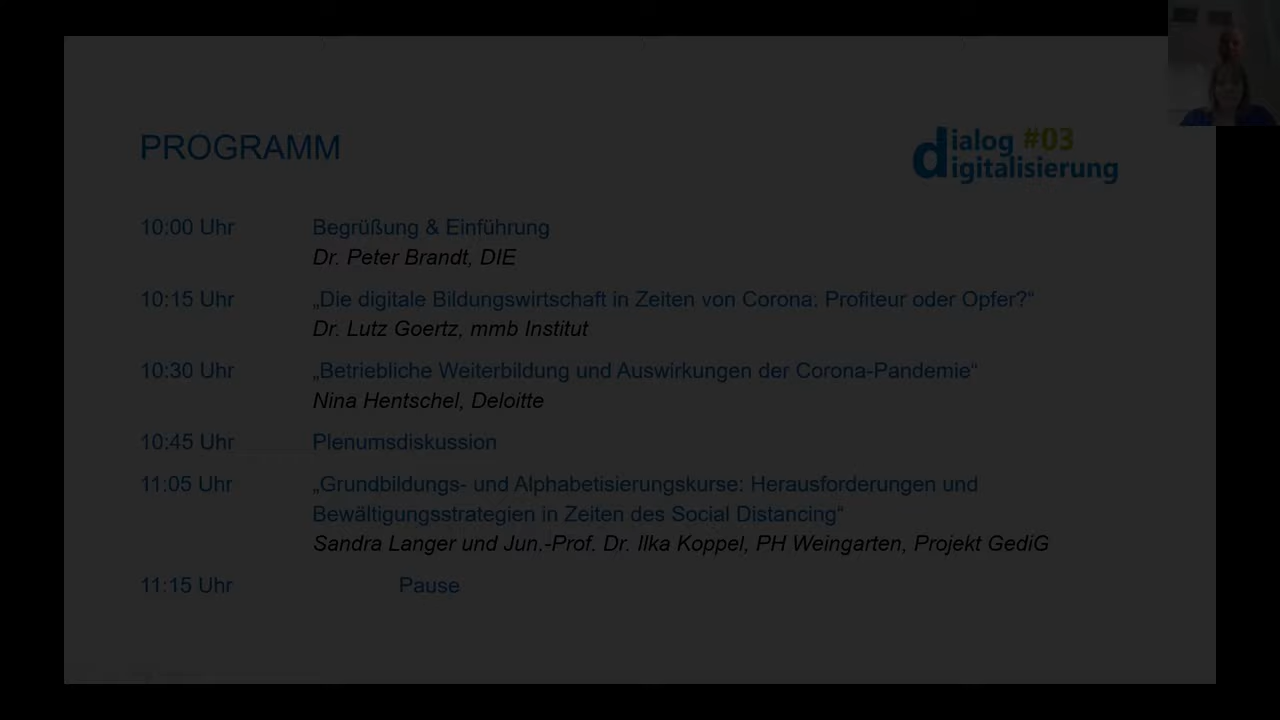 PROGRAMM
dialog #03
digitalisierung
10:00 Uhr Begrüßung & Einführung
Dr. Peter Brandt, DIE
10:15 Uhr „Die digitale Bildungswirtschaft in Zeiten von Corona: Profiteur oder Opfer?“
Dr. Lutz Goertz, mmb Institut
10:30 Uhr „Betriebliche Weiterbildung und Auswirkungen der Corona-Pandemie“
Nina Hentschel, Deloitte
10:45 Uhr Plenumsdiskussion
11:05 Uhr „Grundbildungs- und Alphabetisierungskurse: Herausforderungen und
Bewältigungsstrategien in Zeiten des Social Distancing“
Sandra Langer und Jun.-Prof. Dr. Ilka Koppel, PH Weingarten, Projekt GediG
11:15 Uhr Pause